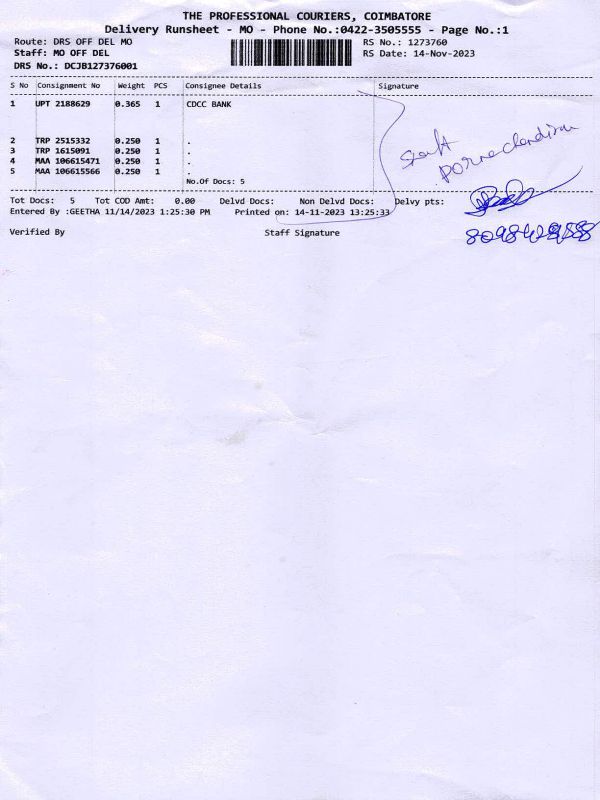 THE PROFESSIONAL COURIERS, COIMBATORE
Delivery Runsheet - MO - Phone No.:0422-3505555 - Page No.:1
Route: DRS OFF DEL MO RS No.: 1273760
Staff: MO OFF DEL RS Date: 14-Nov-2023
DRS No.: DCJB127376001
S No Consignment No Weight PCS Consignee Details Signature
1 UPT 2188629 0.365 1 CDCC BANK
2 TRP 2515332 0.250 1 .
3 TRP 1615091 0.250 1 .
4 MAA 106615471 0.250 1 .
5 MAA 106615566 0.250 1 .
No.Of Docs: 5
Staff
Tot Docs: 5 Tot COD Amt: 0.00 Delvd Docs: Non Delvd Docs: Delvy pts:
Entered By :GEETHA 11/14/2023 1:25:30 PM Printed on: 14-11-2023 13:25:33
Verified By Staff Signature